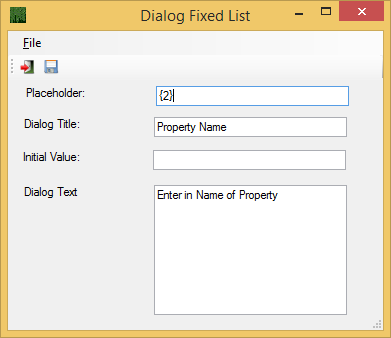 Dialog Fixed List
File
Placeholder: {2}
Dialog Title: Property Name
Initial Value:
Dialog Text Enter in Name of Property